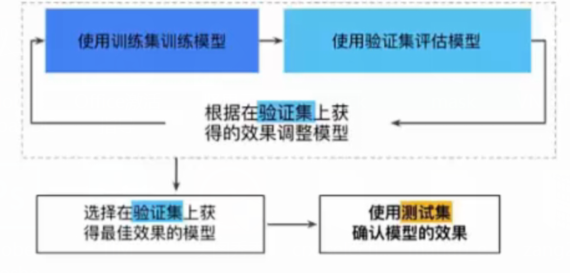 使用训练集训练模型
使用验证集评估模型
根据在验证集上获
得的效果调整模型
选择在验证集上获
得最佳效果的模型
使用测试集
确认模型的效果